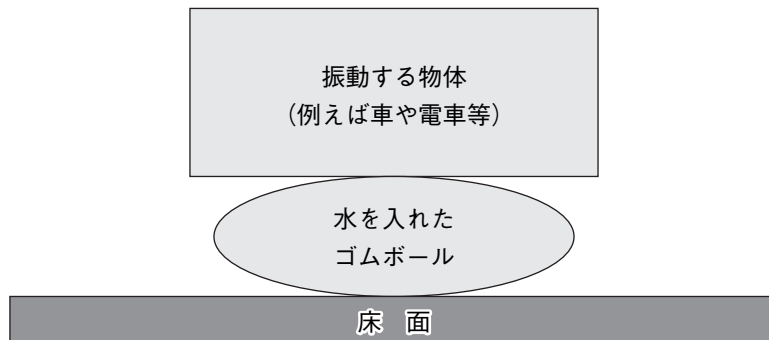 振動する物体
（例えば車や電車等）
水を入れた
ゴムボール
床 面